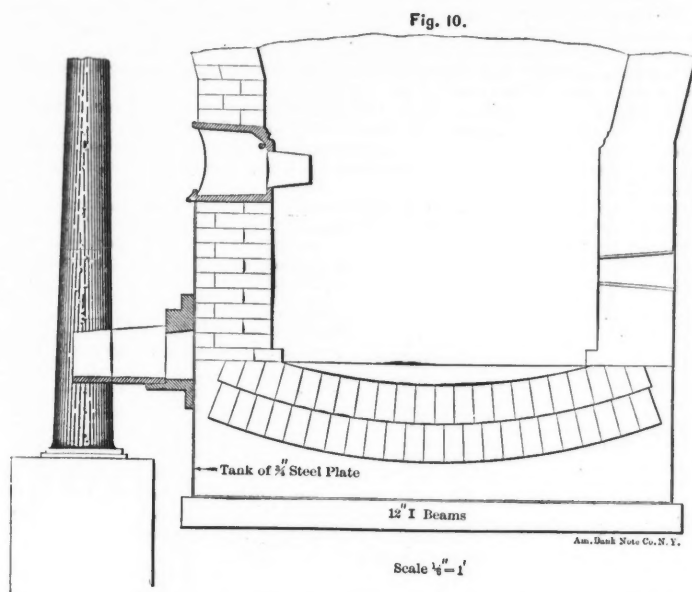 Fig. 10.
Tank of ¾" Steel Plate
12" I Beams
Am. Bank Note Co. N. Y.
Scale ⅛"=1'